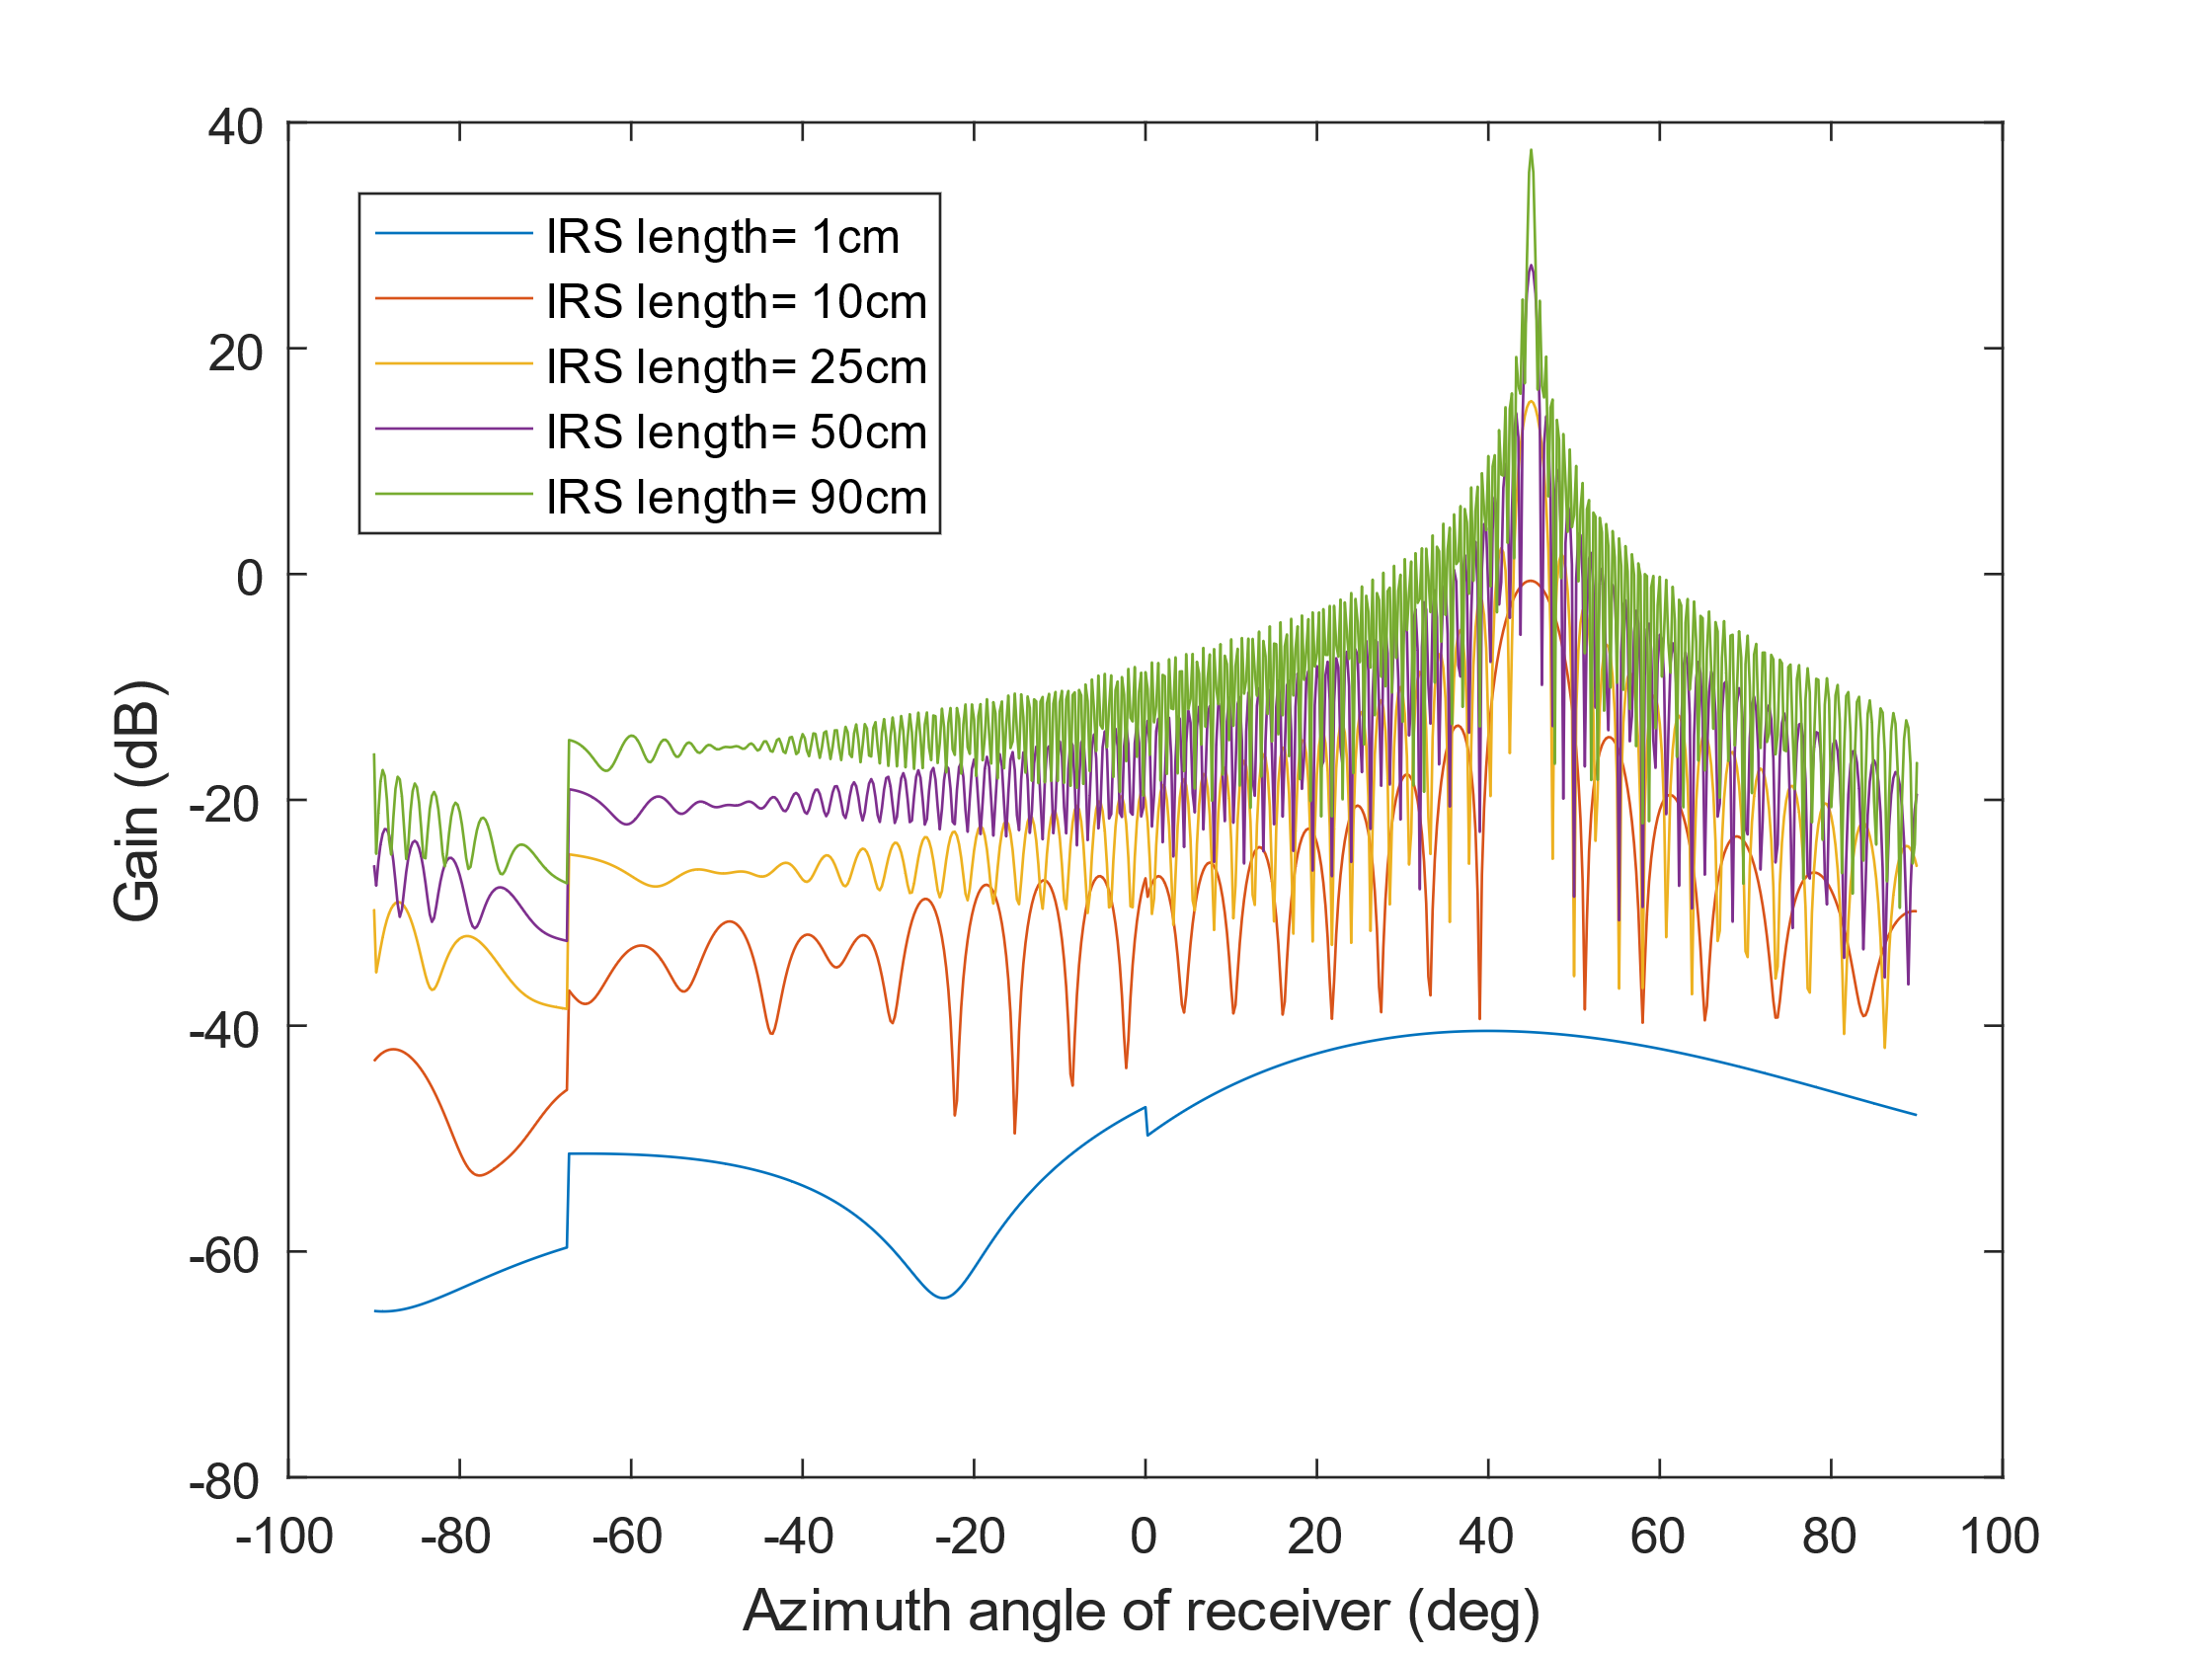 40
20
0
-20
-40
-60
-80
Gain (dB)
IRS length= 1cm
IRS length= 10cm
IRS length= 25cm
IRS length= 50cm
IRS length= 90cm
-100 -80 -60 -40 -20 0 20 40 60 80 100
Azimuth angle of receiver (deg)